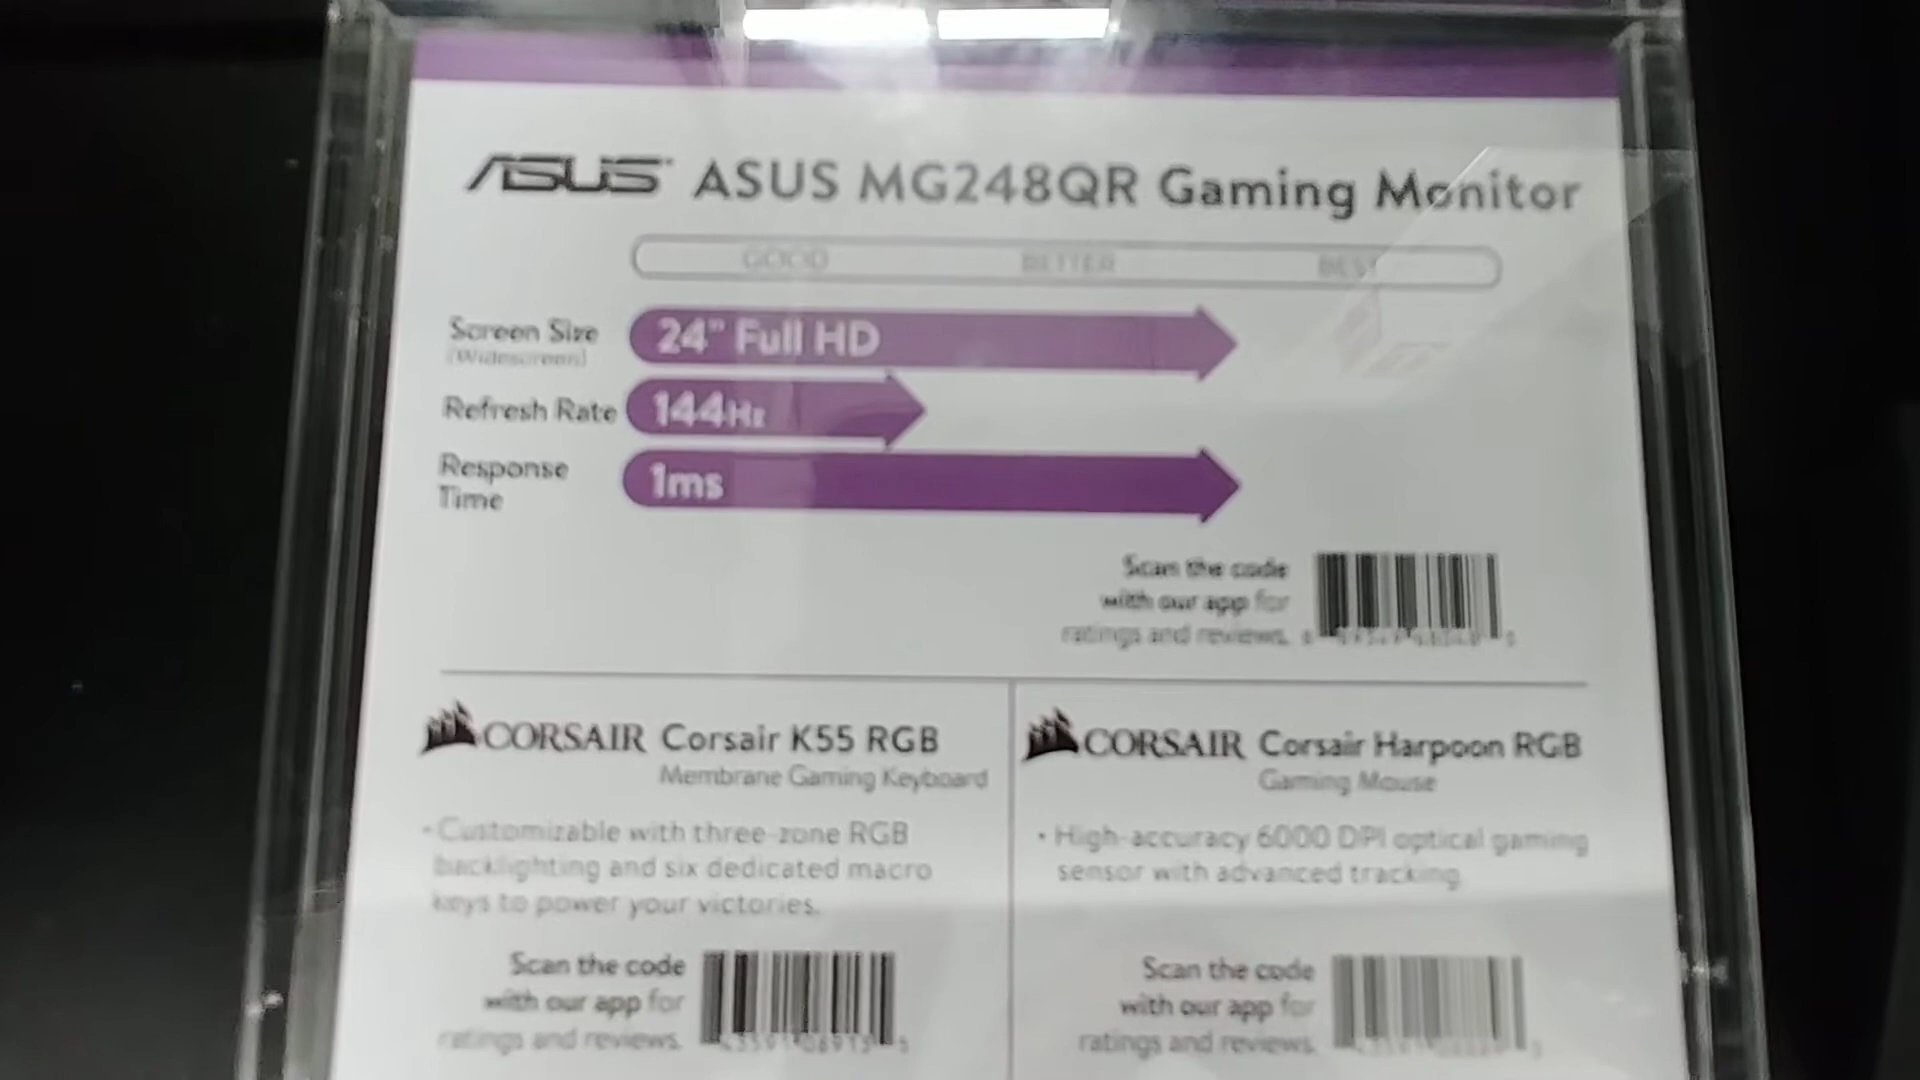 ASUS ASUS MG248QR Gaming Monitor
GOOD BETTER BEST
Screen Size (Widescreen) 24" Full HD
Refresh Rate 144Hz
Response Time 1ms
Scan the code
with our app for
ratings and reviews.
CORSAIR Corsair K55 RGB
Membrane Gaming Keyboard
• Customizable with three-zone RGB
backlighting and six dedicated macro
keys to power your victories.
Scan the code
with our app for
ratings and reviews.
CORSAIR Corsair Harpoon RGB
Gaming Mouse
• High-accuracy 6000 DPI optical gaming
sensor with advanced tracking
Scan the code
with our app for
ratings and reviews.